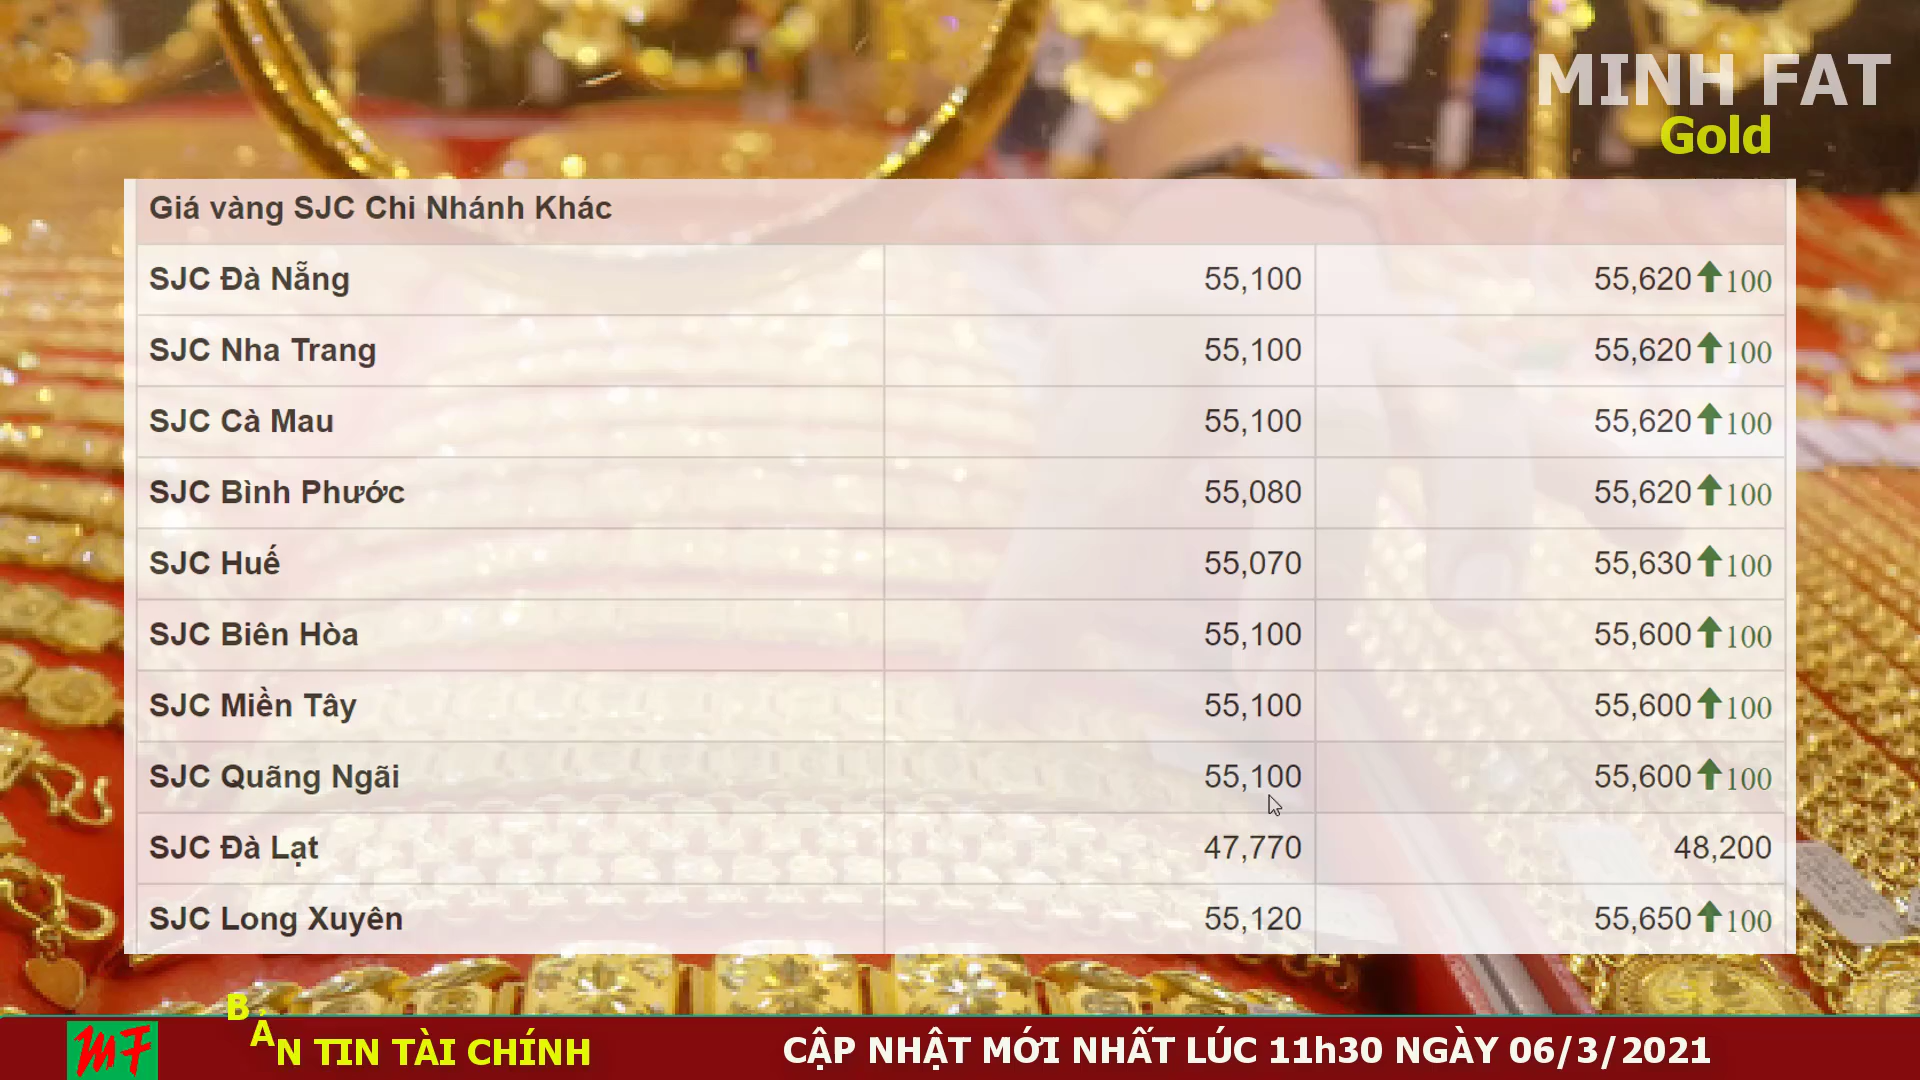 MINH FAT
Gold
Giá vàng SJC Chi Nhánh Khác
SJC Đà Nẵng 55,100 55,620 100
SJC Nha Trang 55,100 55,620 100
SJC Cà Mau 55,100 55,620 100
SJC Bình Phước 55,080 55,620 100
SJC Huế 55,070 55,630 100
SJC Biên Hòa 55,100 55,600 100
SJC Miền Tây 55,100 55,600 100
SJC Quãng Ngãi 55,100 55,600 100
SJC Đà Lạt 47,770 48,200
SJC Long Xuyên 55,120 55,650 100
MF BẢN TIN TÀI CHÍNH CẬP NHẬT MỚI NHẤT LÚC 11h30 NGÀY 06/3/2021